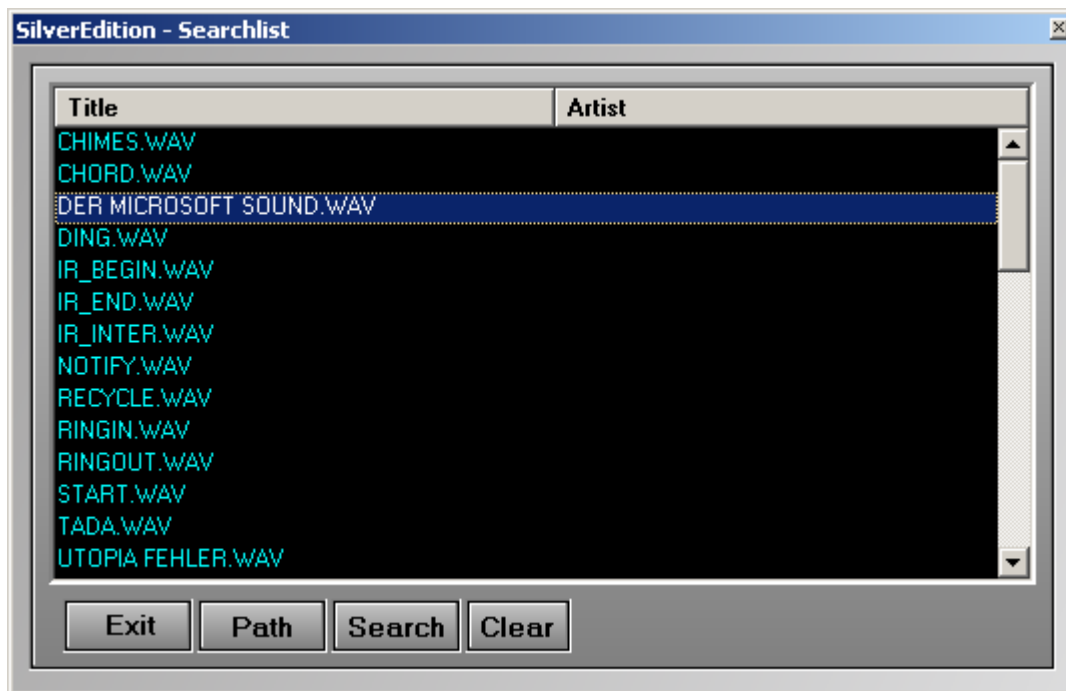 SilverEdition - Searchlist
Title Artist
CHIMES.WAV
CHORD.WAV
DER MICROSOFT SOUND.WAV
DING.WAV
IR_BEGIN.WAV
IR_END.WAV
IR_INTER.WAV
NOTIFY.WAV
RECYCLE.WAV
RINGIN.WAV
RINGOUT.WAV
START.WAV
TADA.WAV
UTOPIA FEHLER.WAV
Exit Path Search Clear